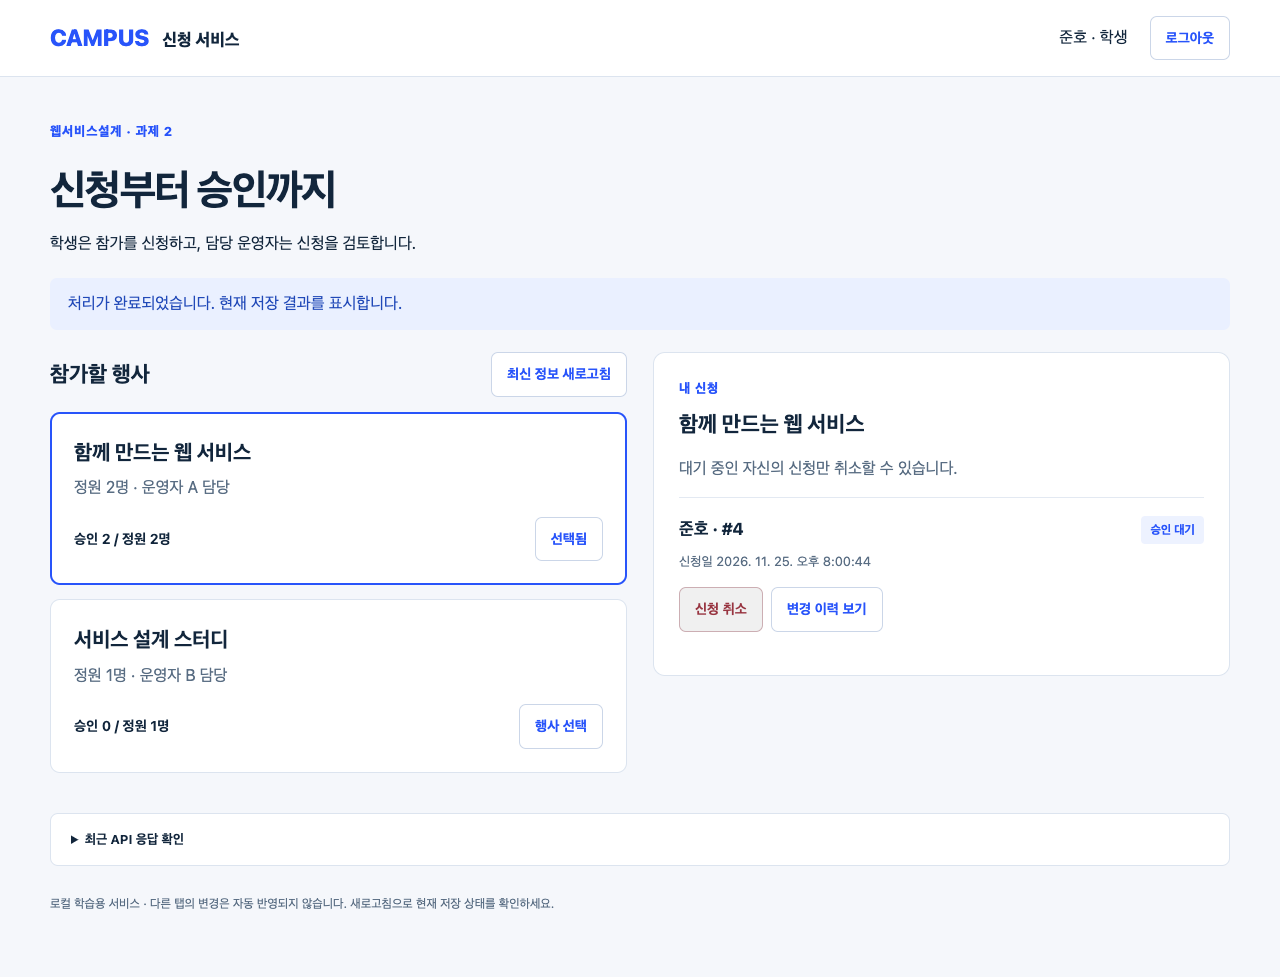 CAMPUS 신청 서비스
준호 · 학생
로그아웃
웹서비스설계 · 과제 2
신청부터 승인까지
학생은 참가를 신청하고, 담당 운영자는 신청을 검토합니다.
처리가 완료되었습니다. 현재 저장 결과를 표시합니다.
참가할 행사
최신 정보 새로고침
함께 만드는 웹 서비스
정원 2명 · 운영자 A 담당
승인 2 / 정원 2명
선택됨
서비스 설계 스터디
정원 1명 · 운영자 B 담당
승인 0 / 정원 1명
행사 선택
내 신청
함께 만드는 웹 서비스
대기 중인 자신의 신청만 취소할 수 있습니다.
준호 · #4
승인 대기
신청일 2026. 11. 25. 오후 8:00:44
신청 취소
변경 이력 보기
최근 API 응답 확인
로컬 학습용 서비스 · 다른 탭의 변경은 자동 반영되지 않습니다. 새로고침으로 현재 저장 상태를 확인하세요.